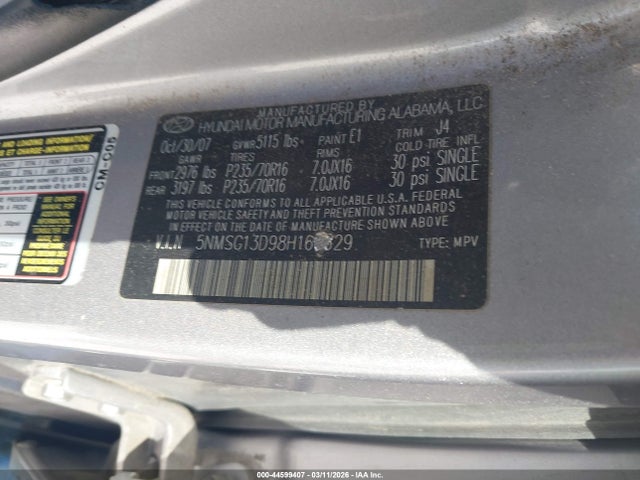 MANUFACTURED BY
HYUNDAI MOTOR MANUFACTURING ALABAMA, LLC
Oct/30/07 GVWR 5115 lbs PAINT E1 TRIM J4
GAWR TIRES RIMS COLD TIRE INFL
FRONT 2976 lbs P235/70R16 7.0JX16 30 psi SINGLE
REAR 3197 lbs P235/70R16 7.0JX16 30 psi SINGLE
THIS VEHICLE CONFORMS TO ALL APPLICABLE U.S.A. FEDERAL
MOTOR VEHICLE SAFETY STANDARDS IN EFFECT ON THE
DATE OF MANUFACTURE SHOWN ABOVE.
V.I.N 5NMSG13D98H16 29 TYPE: MPV
CM-C05
000-44599407 - 03/11/2026 - IAA Inc.